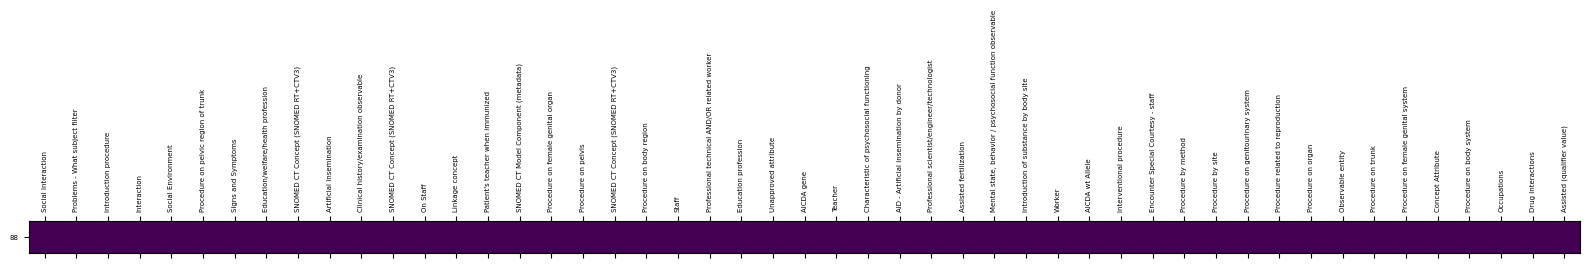 Social Interaction
Problems - What subject filter
Introduction procedure
Interaction
Social Environment
Procedure on pelvic region of trunk
Signs and Symptoms
Education/welfare/health profession
SNOMED CT Concept (SNOMED RT+CTV3)
Artificial Insemination
Clinical history/examination observable
SNOMED CT Concept (SNOMED RT+CTV3)
On Staff
Linkage concept
Patient's teacher when immunized
SNOMED CT Model Component (metadata)
Procedure on female genital organ
Procedure on pelvis
SNOMED CT Concept (SNOMED RT+CTV3)
Procedure on body region
Staff
Professional technical AND/OR related worker
Education profession
Unapproved attribute
AICDA gene
Teacher
Characteristic of psychosocial functioning
AID - Artificial insemination by donor
Professional scientist/engineer/technologist
Assisted fertilization
Mental state, behavior / psychosocial function observable
Introduction of substance by body site
Worker
AICDA wt Allele
Interventional procedure
Encounter Special Courtesy - staff
Procedure by method
Procedure by site
Procedure on genitourinary system
Procedure related to reproduction
Procedure on organ
Observable entity
Procedure on trunk
Procedure on female genital system
Concept Attribute
Procedure on body system
Occupations
Drug Interactions
Assisted (qualifier value)
88